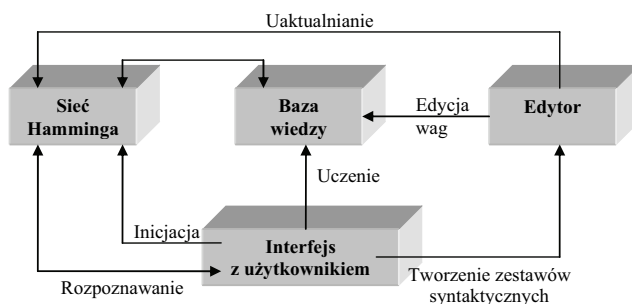 Uaktualnianie
Sieć
Hamminga
Baza
wiedzy
Edycja
wag
Edytor
Uczenie
Inicjacja
Interfejs
z użytkownikiem
Rozpoznawanie
Tworzenie zestawów
syntaktycznych